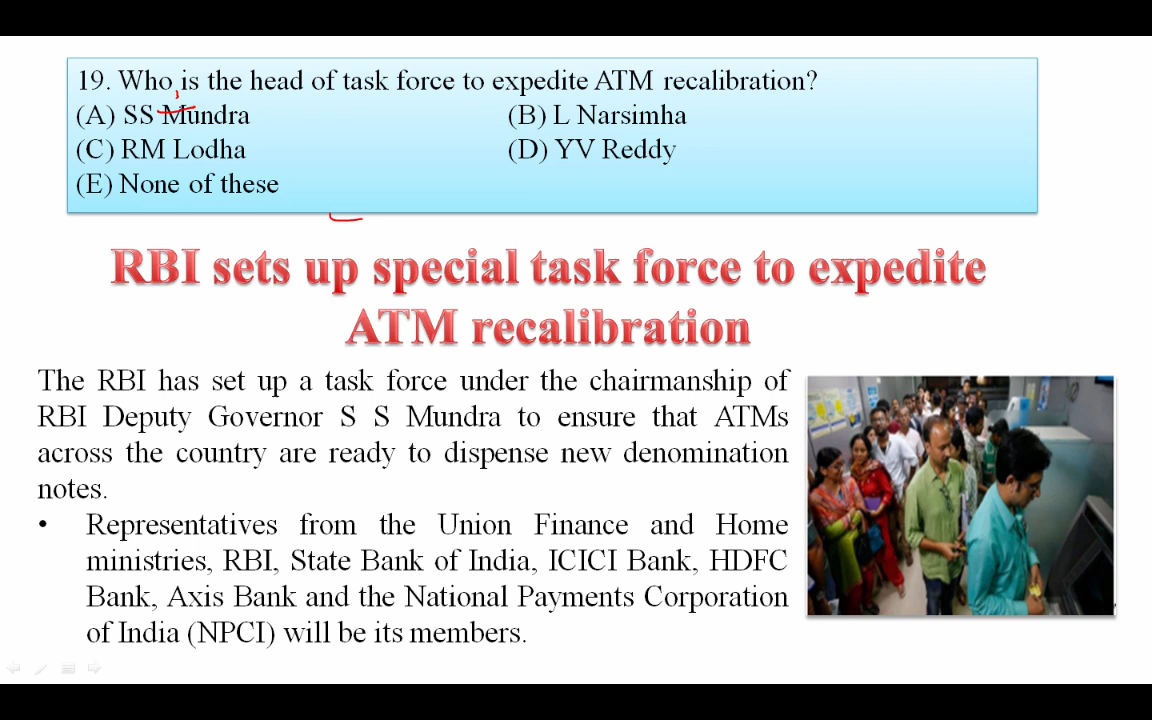 19. Who is the head of task force to expedite ATM recalibration?
(A) SS Mundra (B) L Narsimha
(C) RM Lodha (D) YV Reddy
(E) None of these
RBI sets up special task force to expedite
ATM recalibration
The RBI has set up a task force under the chairmanship of
RBI Deputy Governor S S Mundra to ensure that ATMs
across the country are ready to dispense new denomination
notes.
• Representatives from the Union Finance and Home
ministries, RBI, State Bank of India, ICICI Bank, HDFC
Bank, Axis Bank and the National Payments Corporation
of India (NPCI) will be its members.